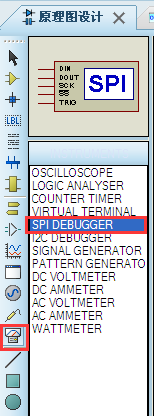 原理图设计
DIN
DOUT
SCK
SS
TRIG
SPI
LBL
OSCILLOSCOPE
LOGIC ANALYSER
COUNTER TIMER
VIRTUAL TERMINAL
SPI DEBUGGER
I2C DEBUGGER
SIGNAL GENERATOR
PATTERN GENERATO
DC VOLTMETER
DC AMMETER
AC VOLTMETER
AC AMMETER
WATTMETER